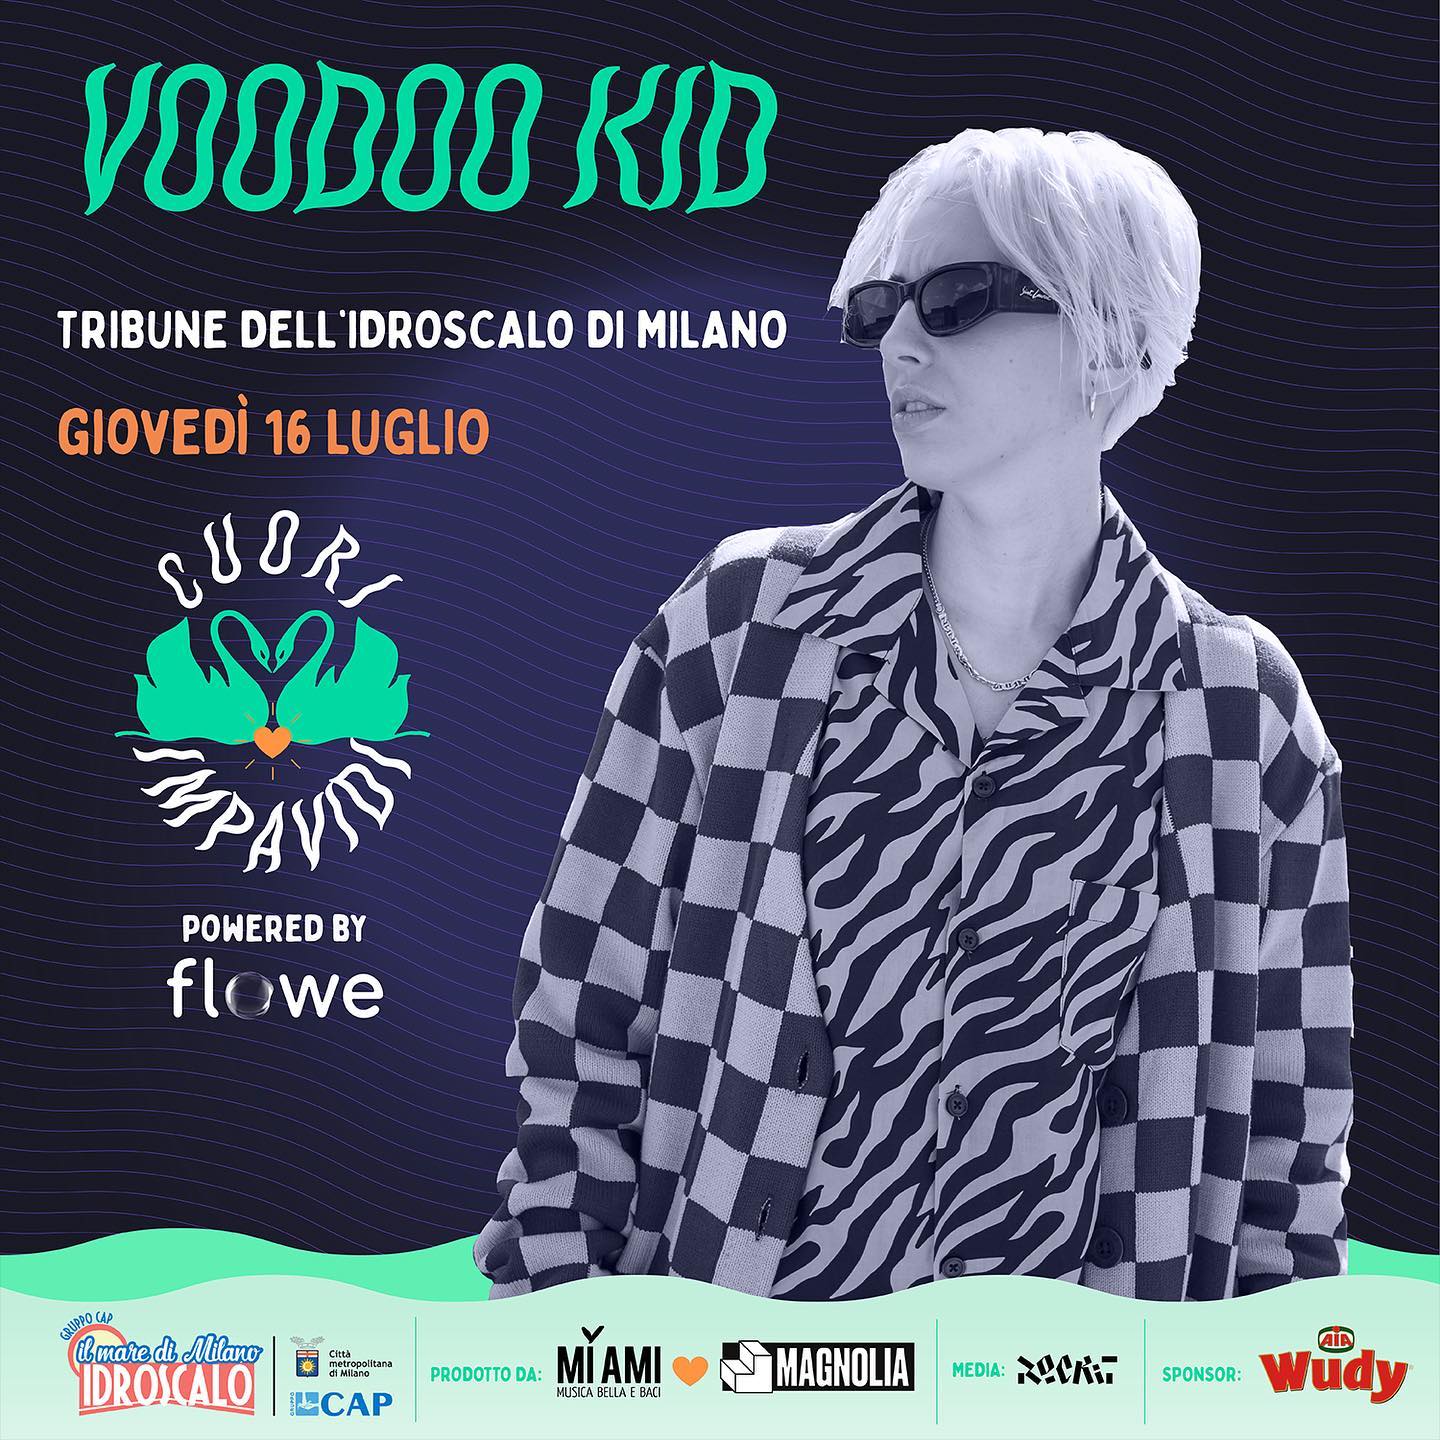 VOODOO KID
TRIBUNE DELL'IDROSCALO DI MILANO
GIOVEDÌ 16 LUGLIO
CUORI
IMPAVIDI
POWERED BY
flowe
Saint Laurent
GRUPPO CAP
il mare di Milano
IDROSCALO
Città
metropolitana
di Milano
GRUPPO
CAP
PRODOTTO DA:
MI AMI
MUSICA BELLA E BACI
MAGNOLIA
MEDIA:
ROCKIT
SPONSOR:
AIA
Wudy